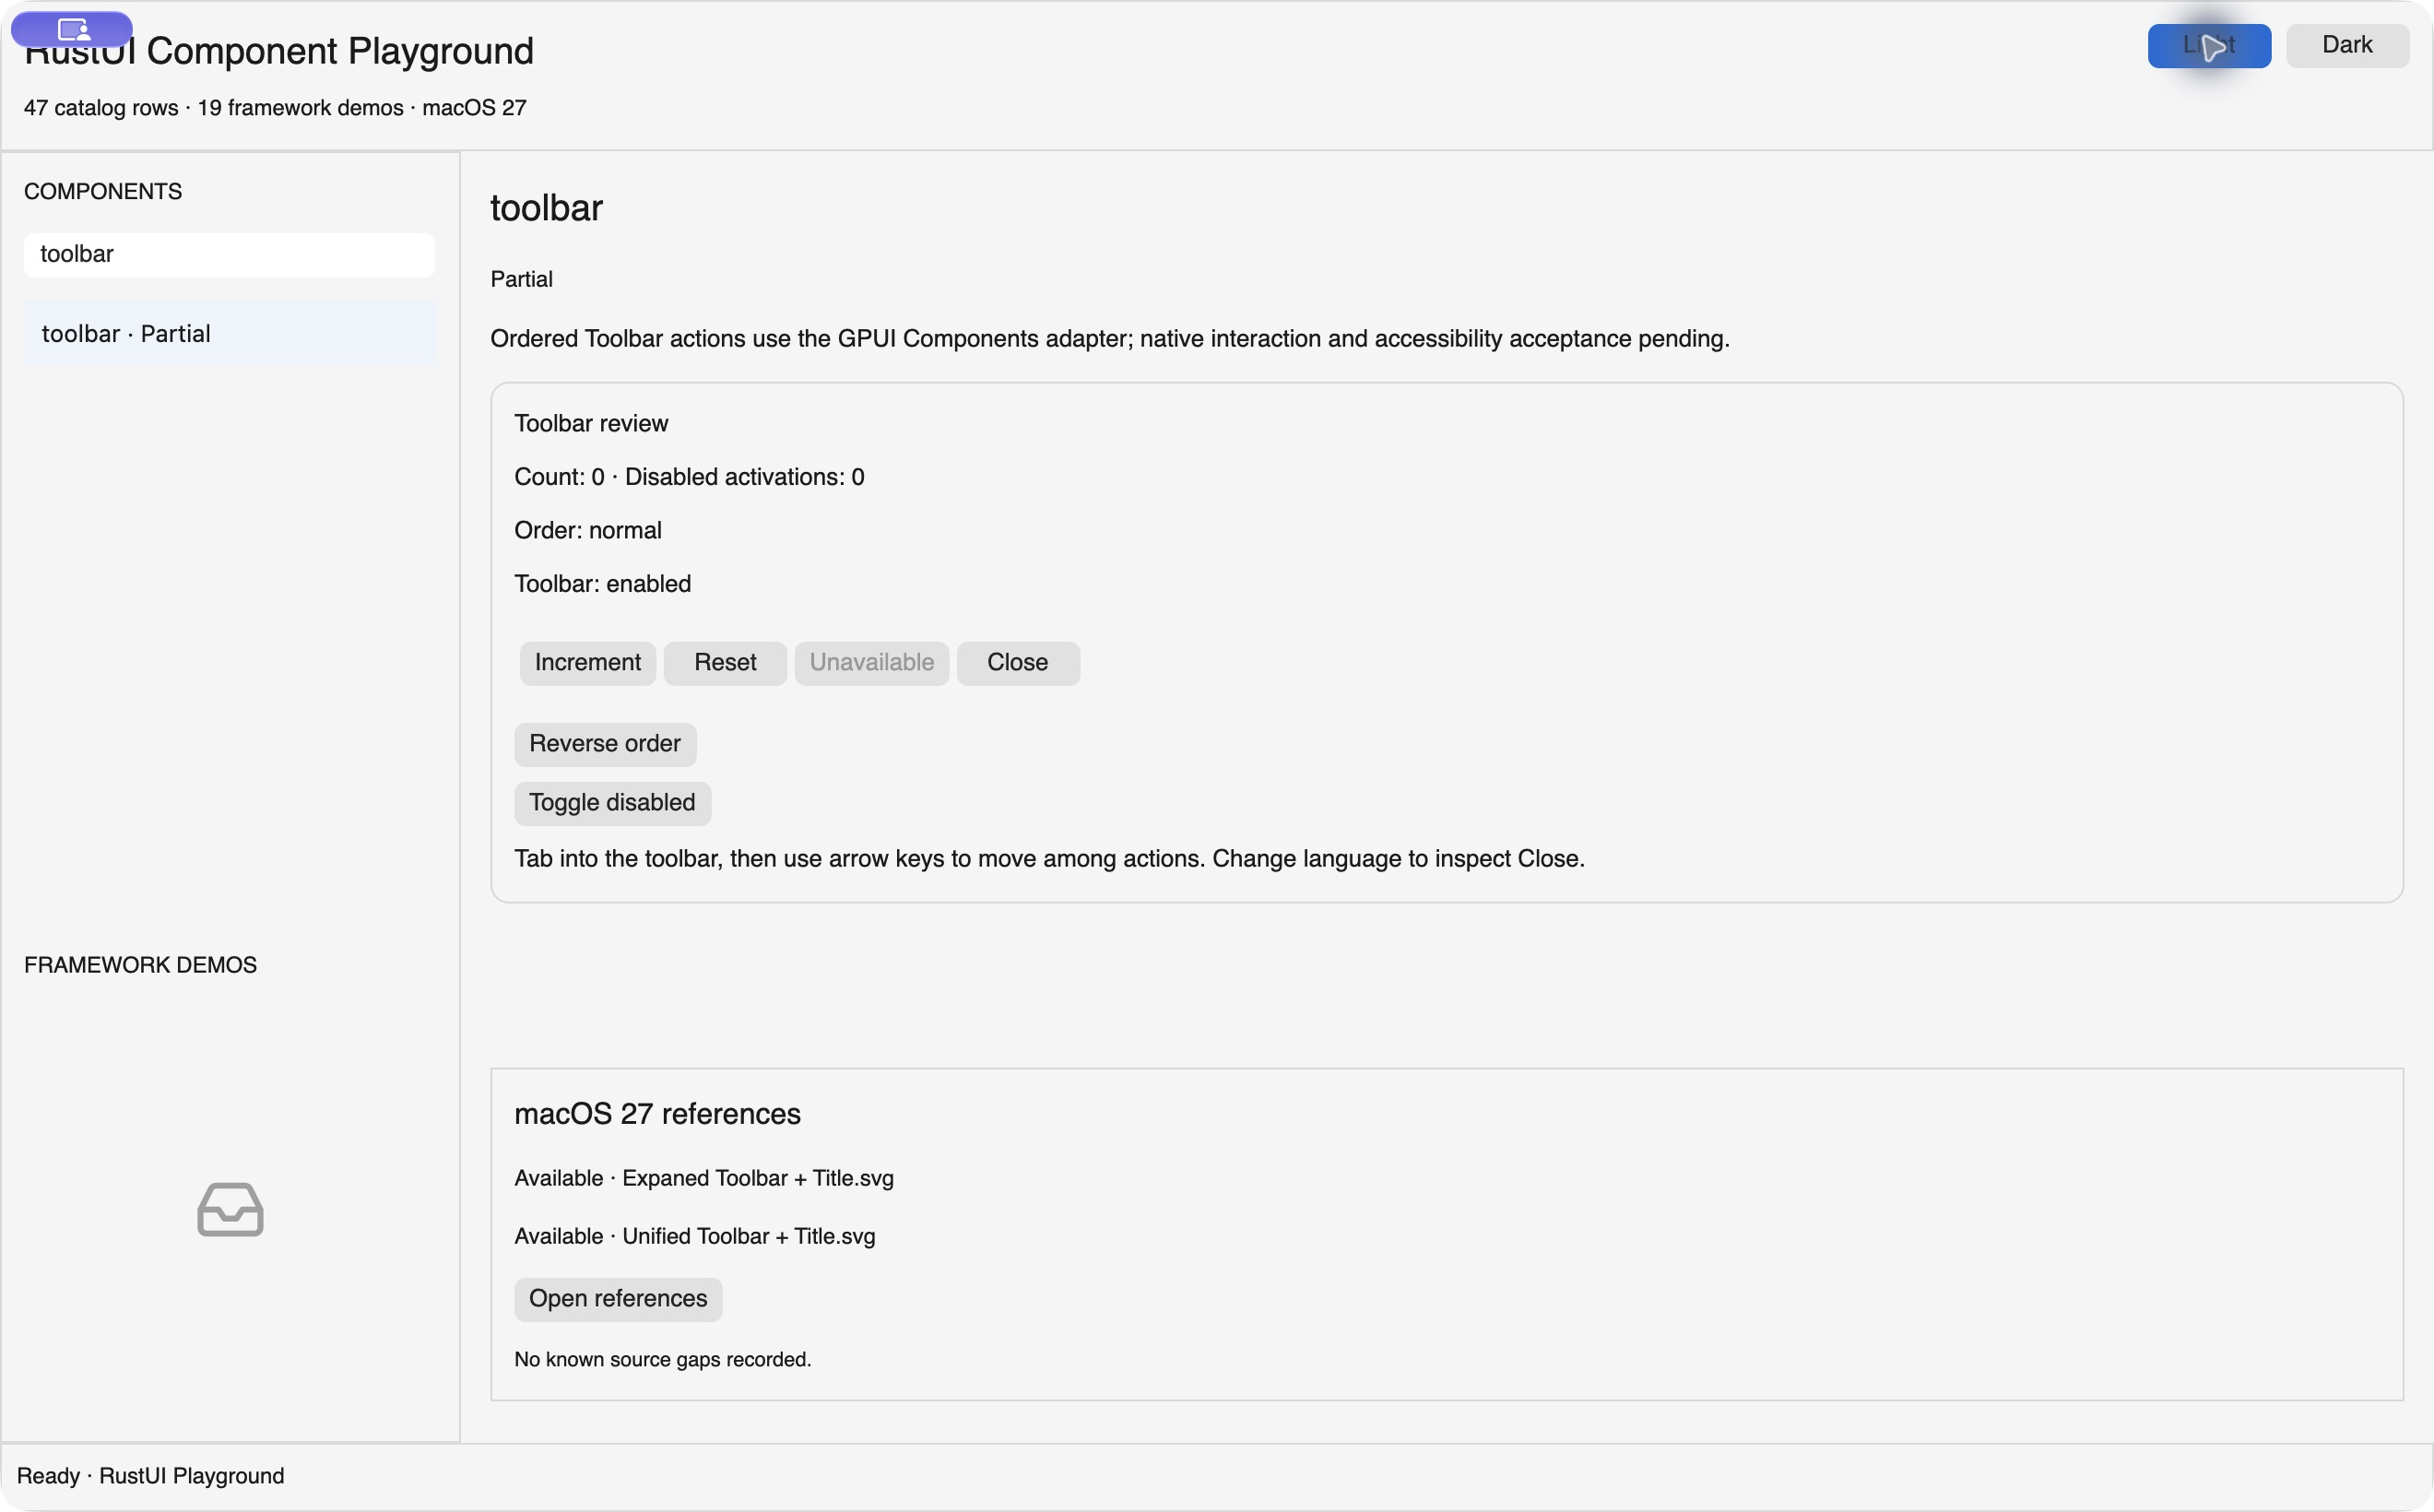 RustUI Component Playground
47 catalog rows · 19 framework demos · macOS 27
Dark
COMPONENTS
toolbar
toolbar · Partial
FRAMEWORK DEMOS
toolbar
Partial
Ordered Toolbar actions use the GPUI Components adapter; native interaction and accessibility acceptance pending.
Toolbar review
Count: 0 · Disabled activations: 0
Order: normal
Toolbar: enabled
Increment Reset Unavailable Close
Reverse order
Toggle disabled
Tab into the toolbar, then use arrow keys to move among actions. Change language to inspect Close.
macOS 27 references
Available · Expaned Toolbar + Title.svg
Available · Unified Toolbar + Title.svg
Open references
No known source gaps recorded.
Ready · RustUI Playground